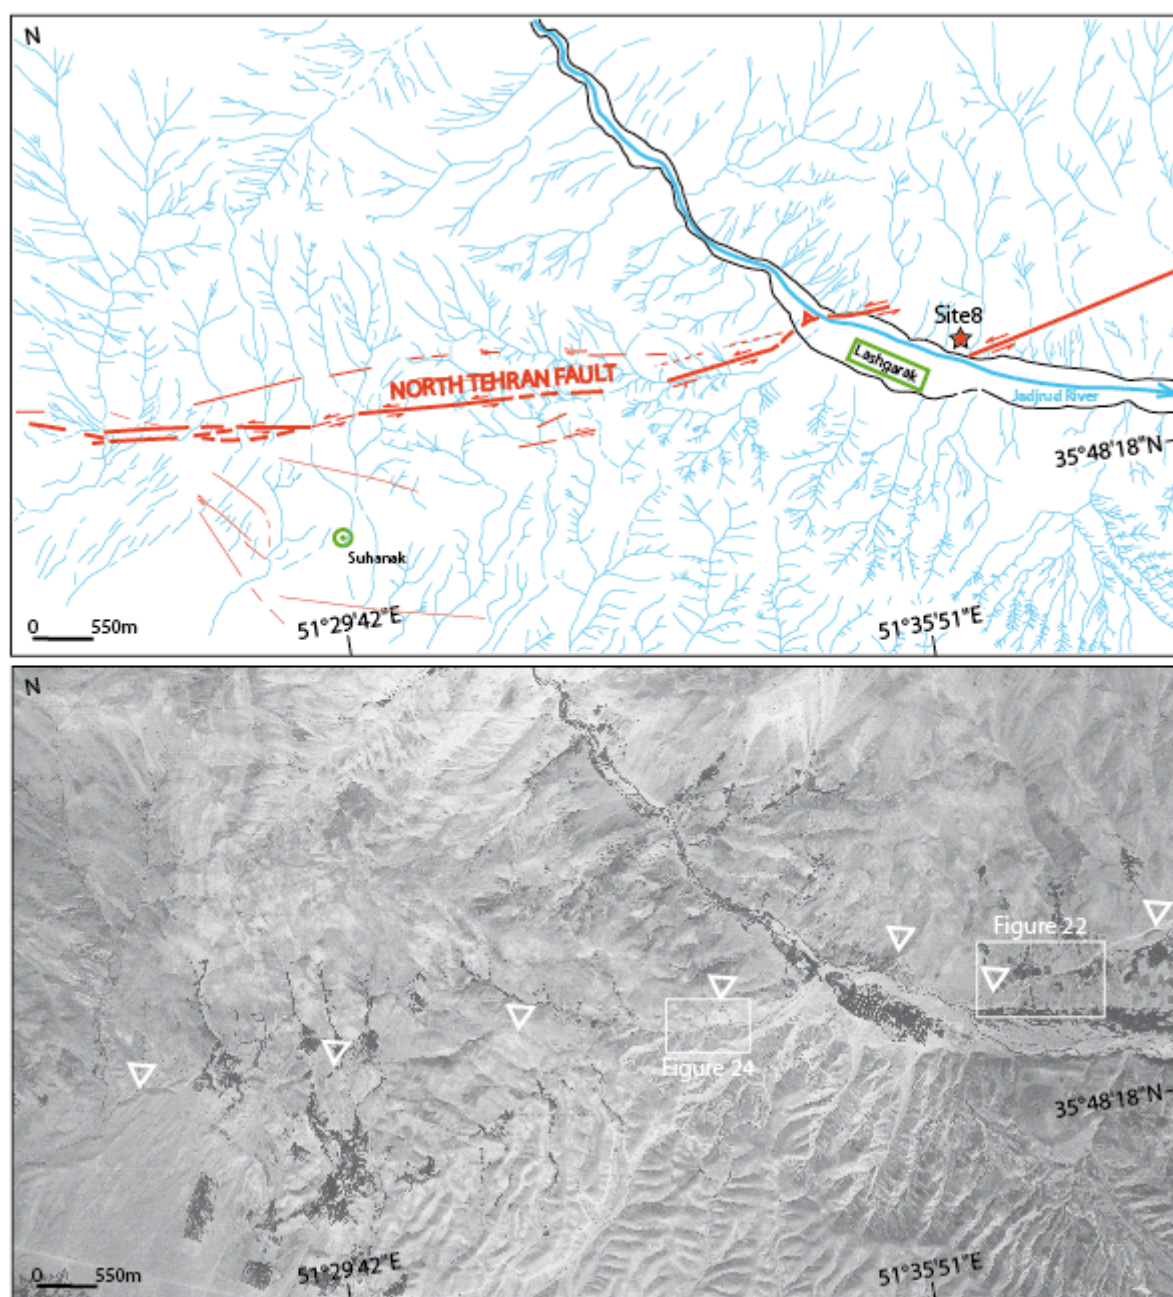 N
Site8
Lashgarak
NORTH TEHRAN FAULT
Jadjrud River
35°48'18"N
Suhanak
0 550m
51°29'42"E
51°35'51"E
N
Figure 22
Figure 24
35°48'18"N
0 550m
51°29'42"E
51°35'51"E